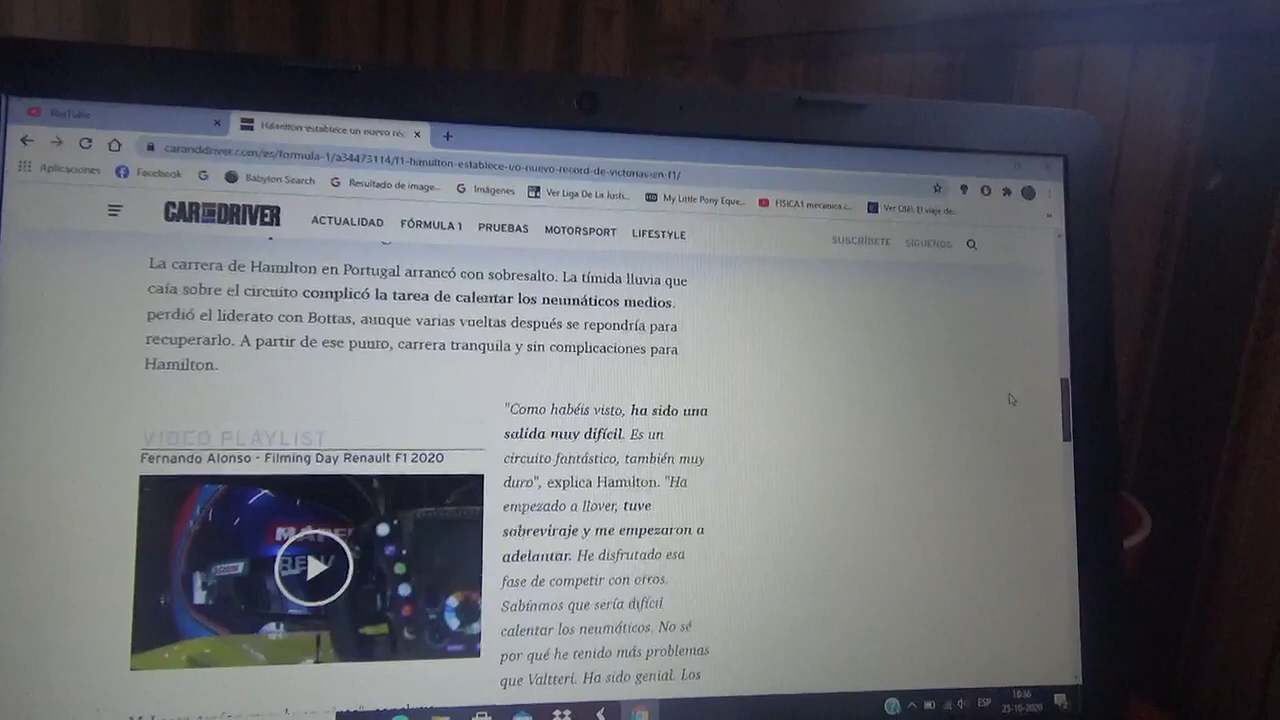 YouTube
Hamilton establece un nuevo réc
caranddriver.com/es/formula-1/a34473114/f1-hamilton-establece-un-nuevo-record-de-victorias-en-f1/
Aplicaciones Facebook Babylon Search Resultado de image... Imágenes Ver Liga De La Justi... My Little Pony Eque... FISICA1 mecanica c... Ver Olé: El viaje de...
CAR AND DRIVER ACTUALIDAD FÓRMULA 1 PRUEBAS MOTORSPORT LIFESTYLE SUSCRÍBETE SÍGUENOS
La carrera de Hamilton en Portugal arrancó con sobresalto. La tímida lluvia que
caía sobre el circuito complicó la tarea de calentar los neumáticos medios.
perdió el liderato con Bottas, aunque varias vueltas después se repondría para
recuperarlo. A partir de ese punto, carrera tranquila y sin complicaciones para
Hamilton.
VIDEO PLAYLIST
Fernando Alonso - Filming Day Renault F1 2020
"Como habéis visto, ha sido una
salida muy difícil. Es un
circuito fantástico, también muy
duro", explica Hamilton. "Ha
empezado a llover, tuve
sobreviraje y me empezaron a
adelantar. He disfrutado esa
fase de competir con otros.
Sabíamos que sería difícil
calentar los neumáticos. No sé
por qué he tenido más problemas
que Valtteri. Ha sido genial. Los
ESP
25-10-2020